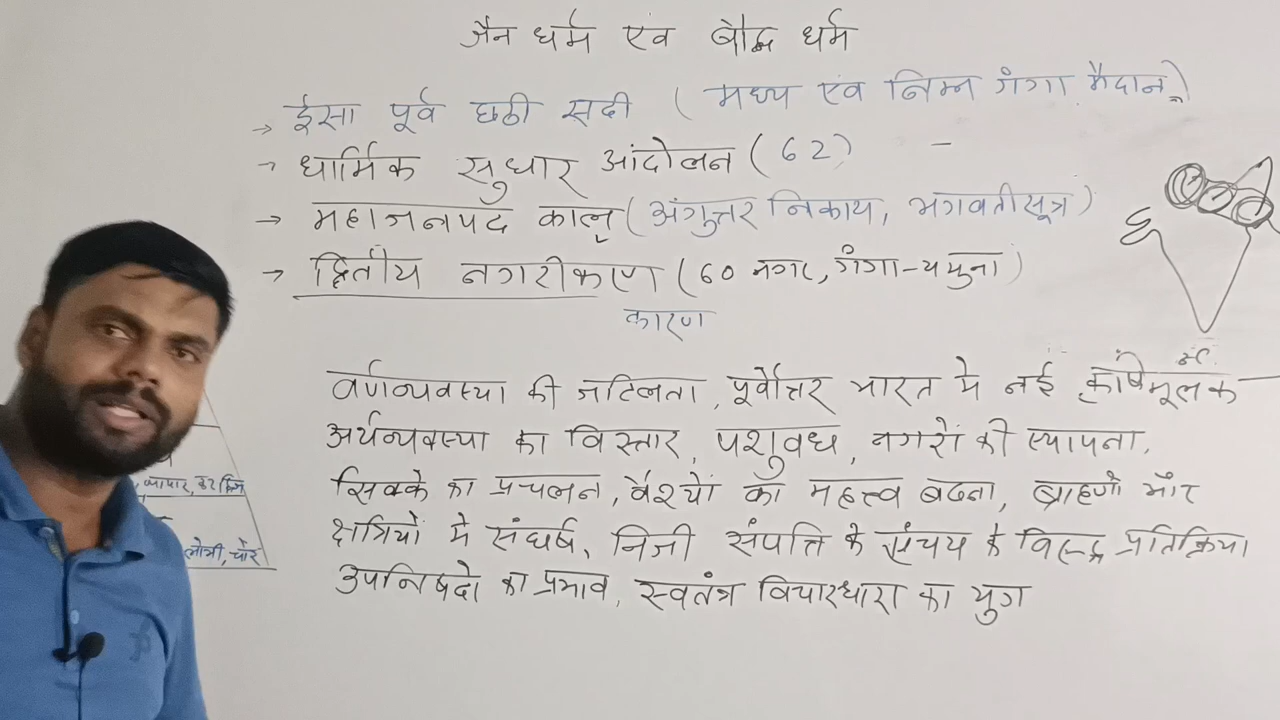 जैन धर्म एवं बौद्ध धर्म
→ ईसा पूर्व छठी सदी ( मध्य एवं निम्न गंगा मैदान )
→ धार्मिक सुधार आंदोलन ( 62 ) -
→ महाजनपद काल ( अंगुत्तर निकाय, भगवतीसूत्र )
→ द्वितीय नगरीकरण ( 60 नगर, गंगा-यमुना )
कारण
वर्णव्यवस्था की जटिलता, पूर्वोत्तर भारत मे नई कृषिमूलक
अर्थव्यवस्था का विस्तार, पशुवध, नगरों की स्थापना,
सिक्के का प्रचलन, वैश्यों का महत्त्व बढना, ब्राहणों और
क्षत्रियों मे संघर्ष, निजी संपत्ति के संचय के विरूद्ध प्रतिक्रिया
उपनिषदो का प्रभाव, स्वतंत्र विचारधारा का युग
व्यापार,
चोर